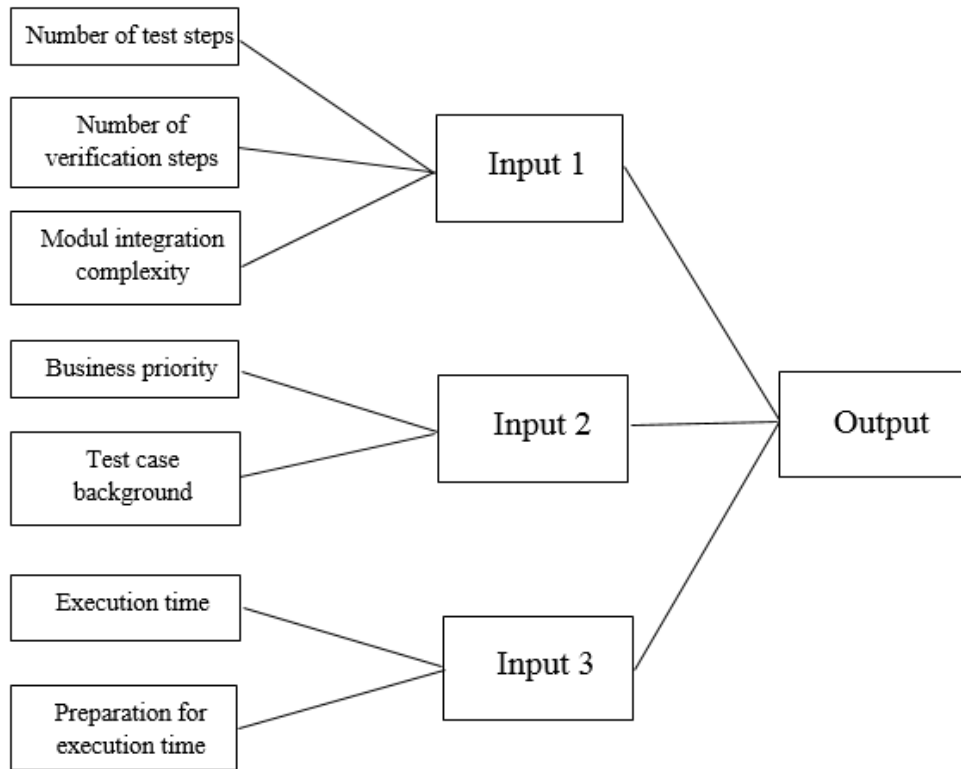 Number of test steps
Number of
verification steps
Modul integration
complexity
Business priority
Test case
background
Execution time
Preparation for
execution time
Input 1
Input 2
Input 3
Output